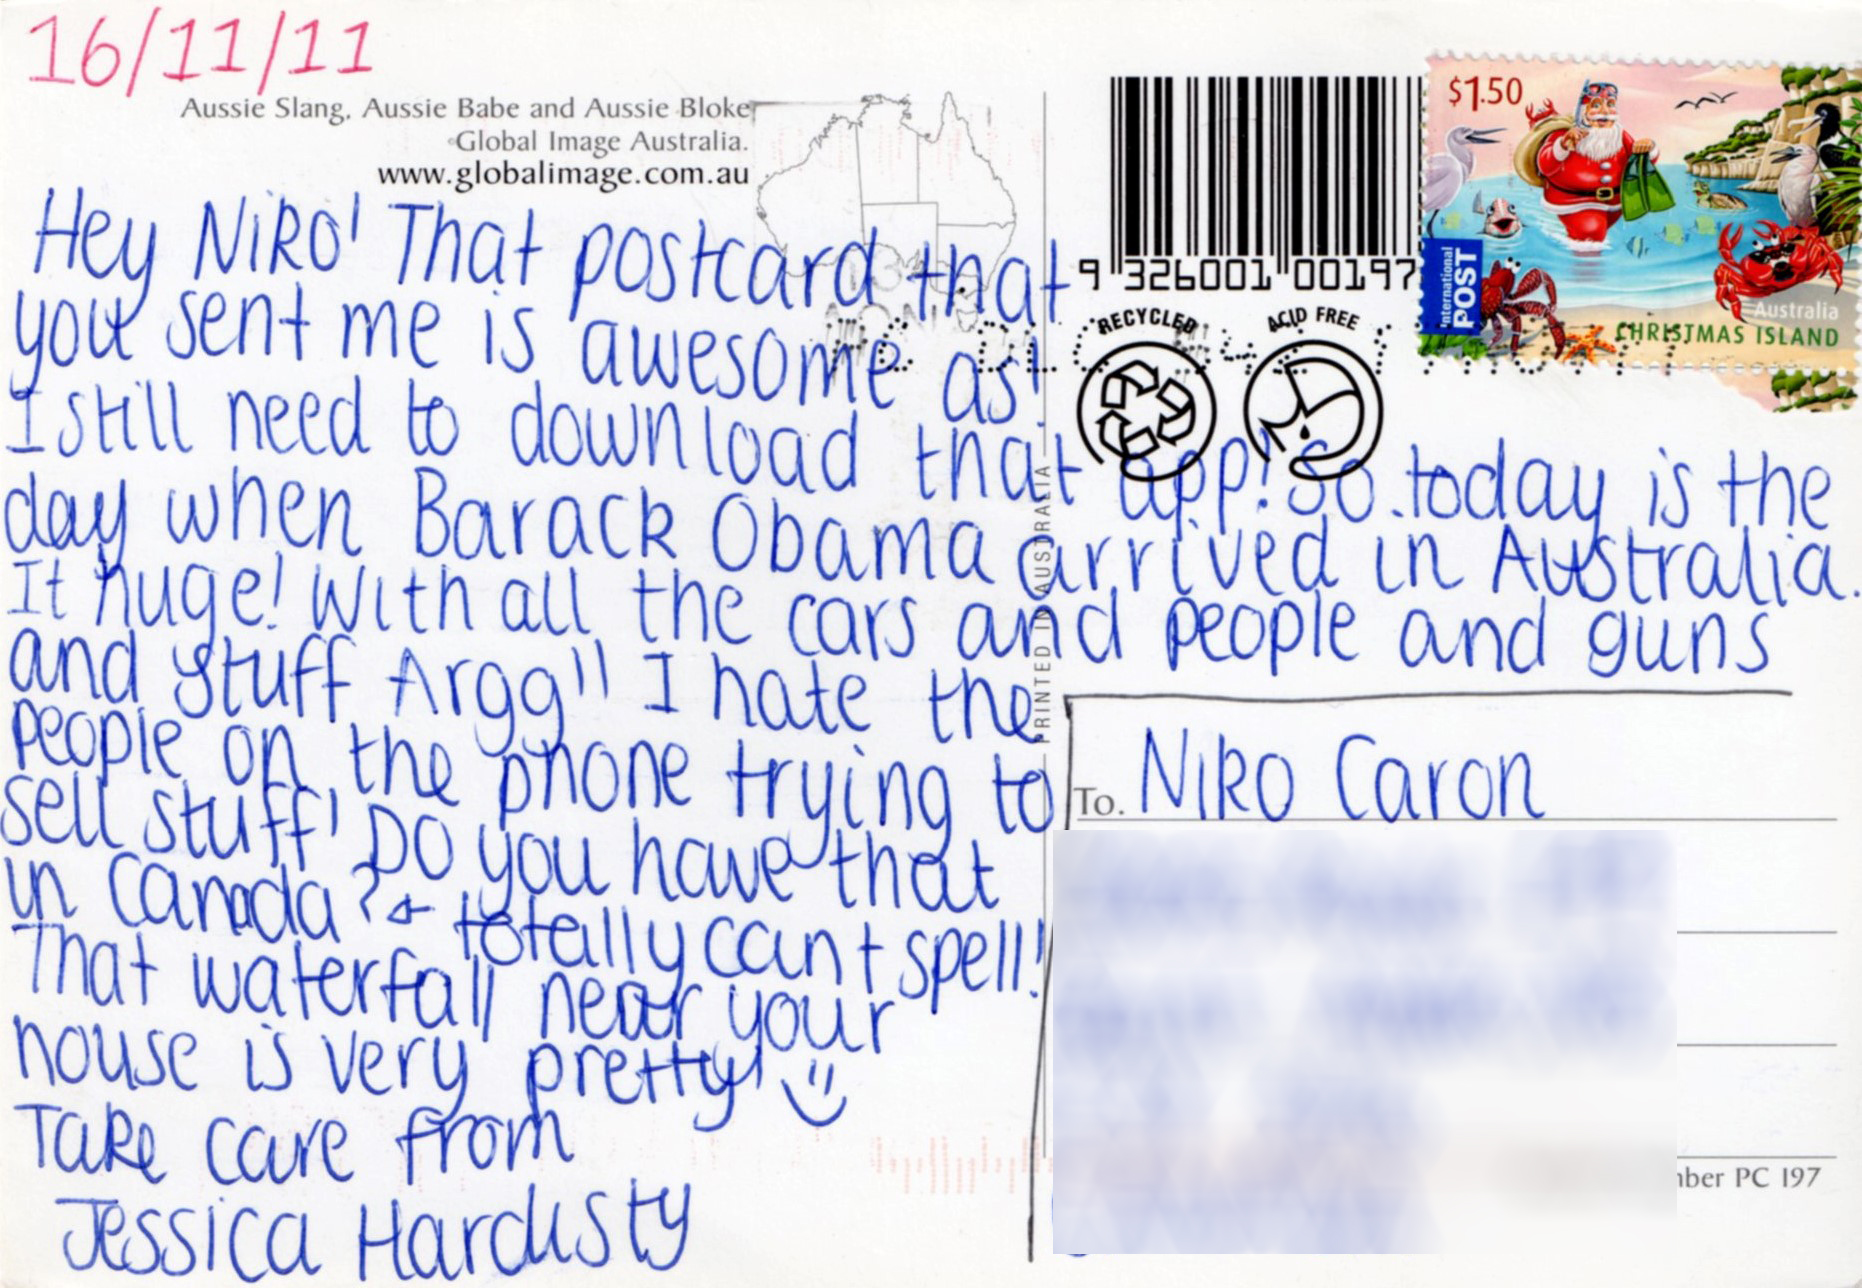 16/11/11
Aussie Slang, Aussie Babe and Aussie Bloke
©Global Image Australia.
www.globalimage.com.au
Hey Niko! That postcard that
you sent me is awesome as!
I still need to download that app! So today is the
day when Barack Obama arrived in Australia.
It huge! With all the cars and people and guns
and stuff Argg!! I hate the
people on the phone trying to
sell stuff! Do you have that
in Canada? ← totally can't spell!
That waterfall near your
house is very pretty!
Take care from
Jessica Hardisty
9 326001 00197
RECYCLED
ACID FREE
$1.50
International
POST
Australia
CHRISTMAS ISLAND
PRINTED IN AUSTRALIA
To. Niko Caron
PC 197